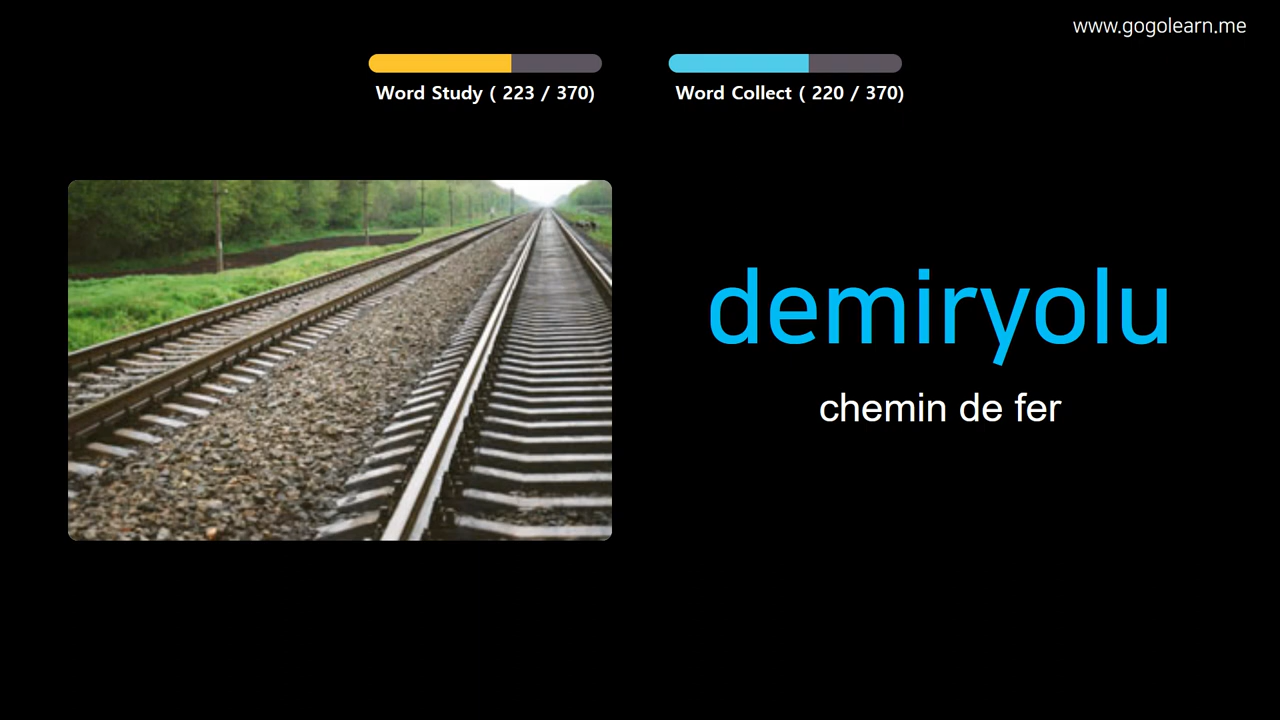 www.gogolearn.me
Word Study ( 223 / 370)
Word Collect ( 220 / 370)
demiryolu
chemin de fer